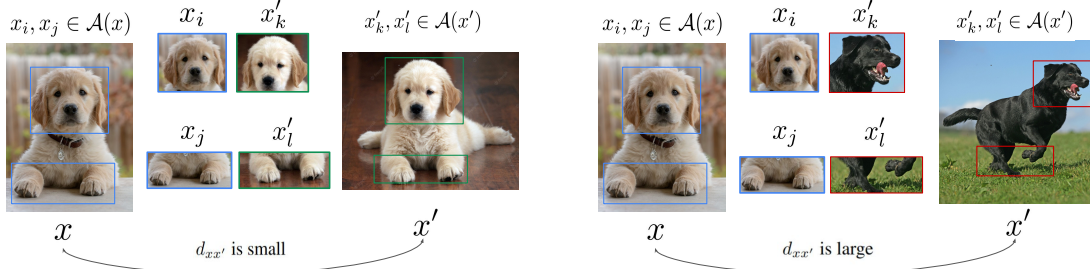 x_i, x_j ∈ 𝒜(x)
x_i
x'_k
x'_k, x'_l ∈ 𝒜(x')
x_j
x'_l
x
x'
d_{xx'} is small
x_i, x_j ∈ 𝒜(x)
x_i
x'_k
x'_k, x'_l ∈ 𝒜(x')
x_j
x'_l
x
x'
d_{xx'} is large